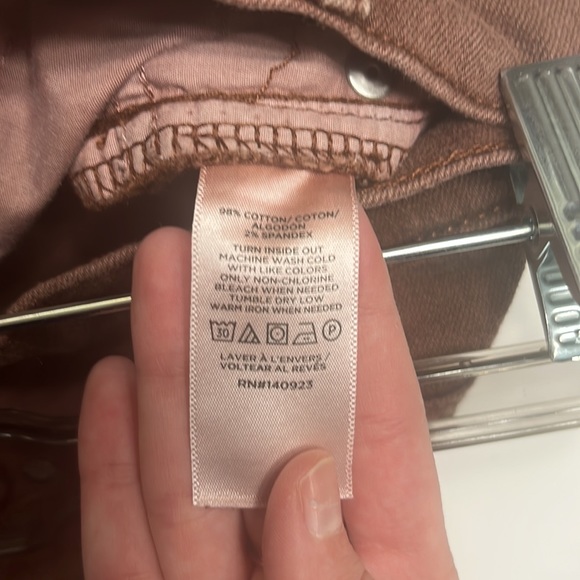 98% COTTON/ COTON/
ALGODÓN
2% SPANDEX
TURN INSIDE OUT
MACHINE WASH COLD
WITH LIKE COLORS
ONLY NON-CHLORINE
BLEACH WHEN NEEDED
TUMBLE DRY LOW
WARM IRON WHEN NEEDED
30 P
LAVER À L'ENVERS/
VOLTEAR AL REVÉS
RN#140923